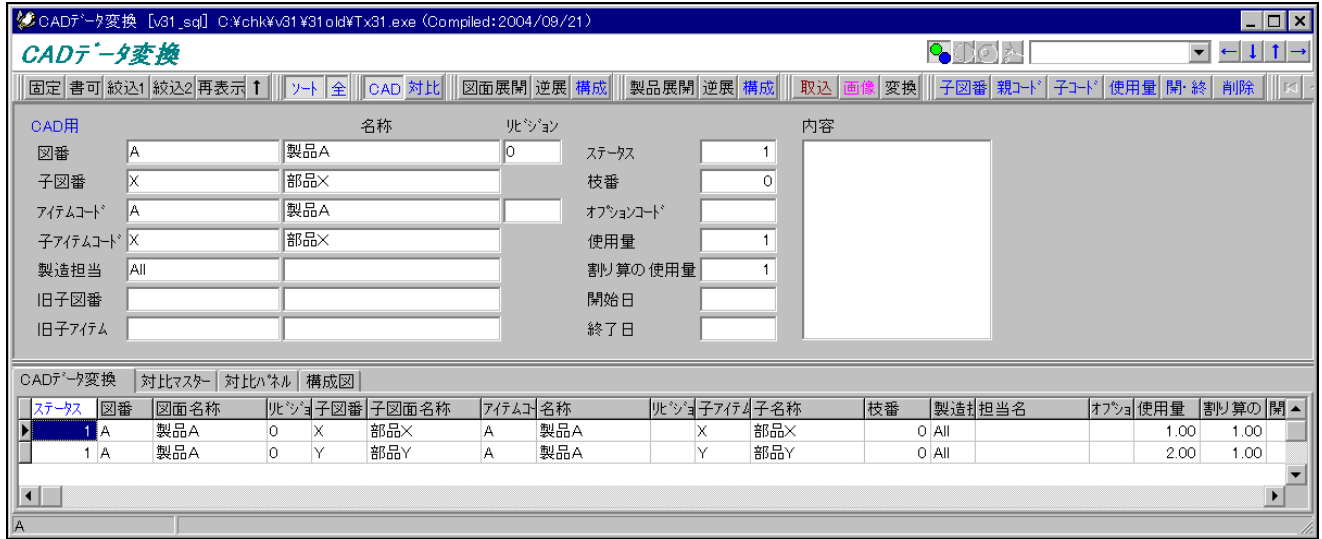 CADﾃﾞｰﾀ変換 [v31_sql] C:¥chk¥v31¥31old¥Tx31.exe (Compiled:2004/09/21)
CADﾃﾞｰﾀ変換
固定 書可 絞込1 絞込2 再表示 ↑ ｿｰﾄ 全 CAD 対比 図面展開 逆展 構成 製品展開 逆展 構成 取込 画像 変換 子図番 親ｺｰﾄﾞ 子ｺｰﾄﾞ 使用量 開･終 削除
CAD用 名称 ﾘﾋﾞｼﾞｮﾝ 内容
図番 A 製品A 0 ｽﾃｰﾀｽ 1
子図番 X 部品X 枝番 0
ｱｲﾃﾑｺｰﾄﾞ A 製品A ｵﾌﾟｼｮﾝｺｰﾄﾞ
子ｱｲﾃﾑｺｰﾄﾞ X 部品X 使用量 1
製造担当 All 割り算の使用量 1
旧子図番 開始日
旧子ｱｲﾃﾑ 終了日
CADﾃﾞｰﾀ変換 対比ﾏｽﾀｰ 対比ﾊﾟﾈﾙ 構成図
ｽﾃｰﾀｽ 図番 図面名称 ﾘﾋﾞｼﾞｮ 子図番 子図面名称 ｱｲﾃﾑｺｰ 名称 ﾘﾋﾞｼﾞｮ 子ｱｲﾃﾑ 子名称 枝番 製造担 担当名 ｵﾌﾟｼｮ 使用量 割り算の 開
1 A 製品A 0 X 部品X A 製品A X 部品X 0 All 1.00 1.00
1 A 製品A 0 Y 部品Y A 製品A Y 部品Y 0 All 2.00 1.00
A